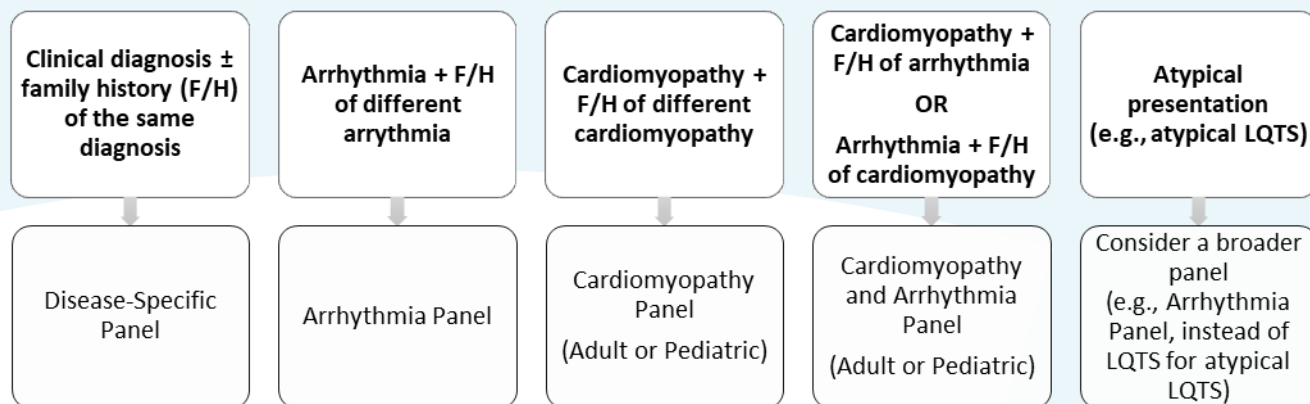 Clinical diagnosis ±
family history (F/H)
of the same
diagnosis
Arrhythmia + F/H
of different
arrythmia
Cardiomyopathy +
F/H of different
cardiomyopathy
Cardiomyopathy +
F/H of arrhythmia
OR
Arrhythmia + F/H
of cardiomyopathy
Atypical
presentation
(e.g., atypical LQTS)
Disease-Specific
Panel
Arrhythmia Panel
Cardiomyopathy
Panel
(Adult or Pediatric)
Cardiomyopathy
and Arrhythmia
Panel
(Adult or Pediatric)
Consider a broader
panel
(e.g., Arrhythmia
Panel, instead of
LQTS for atypical
LQTS)